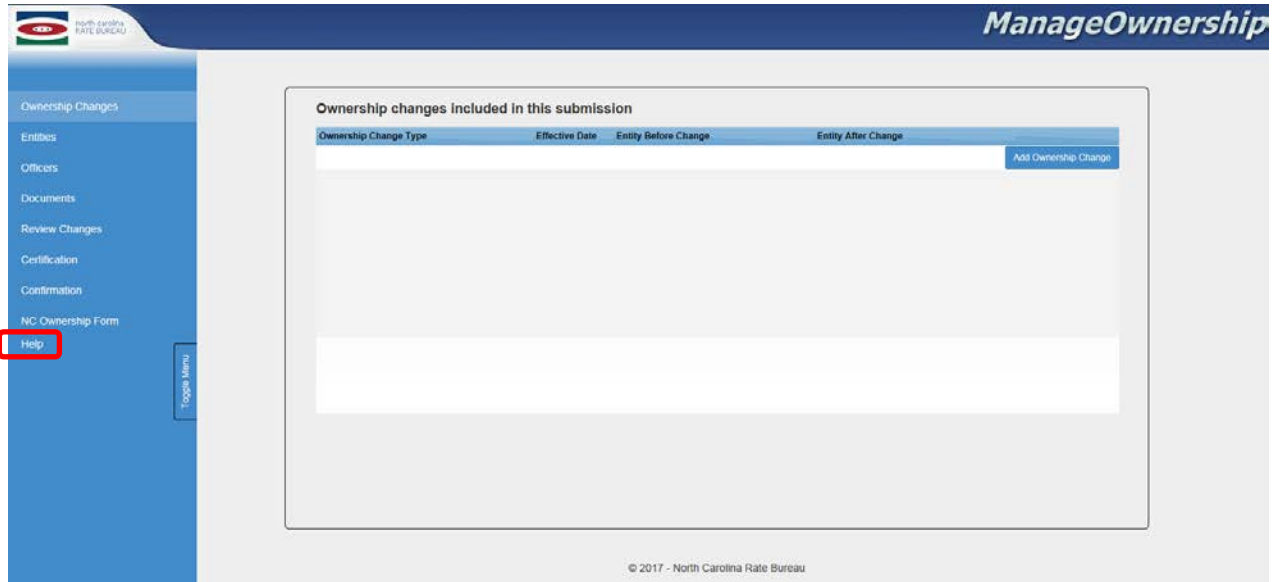 north carolina
RATE BUREAU
ManageOwnership
Ownership Changes
Entities
Officers
Documents
Review Changes
Certification
Confirmation
NC Ownership Form
Help
Toggle Menu
Ownership changes included in this submission
Ownership Change Type Effective Date Entity Before Change Entity After Change
Add Ownership Change
© 2017 - North Carolina Rate Bureau